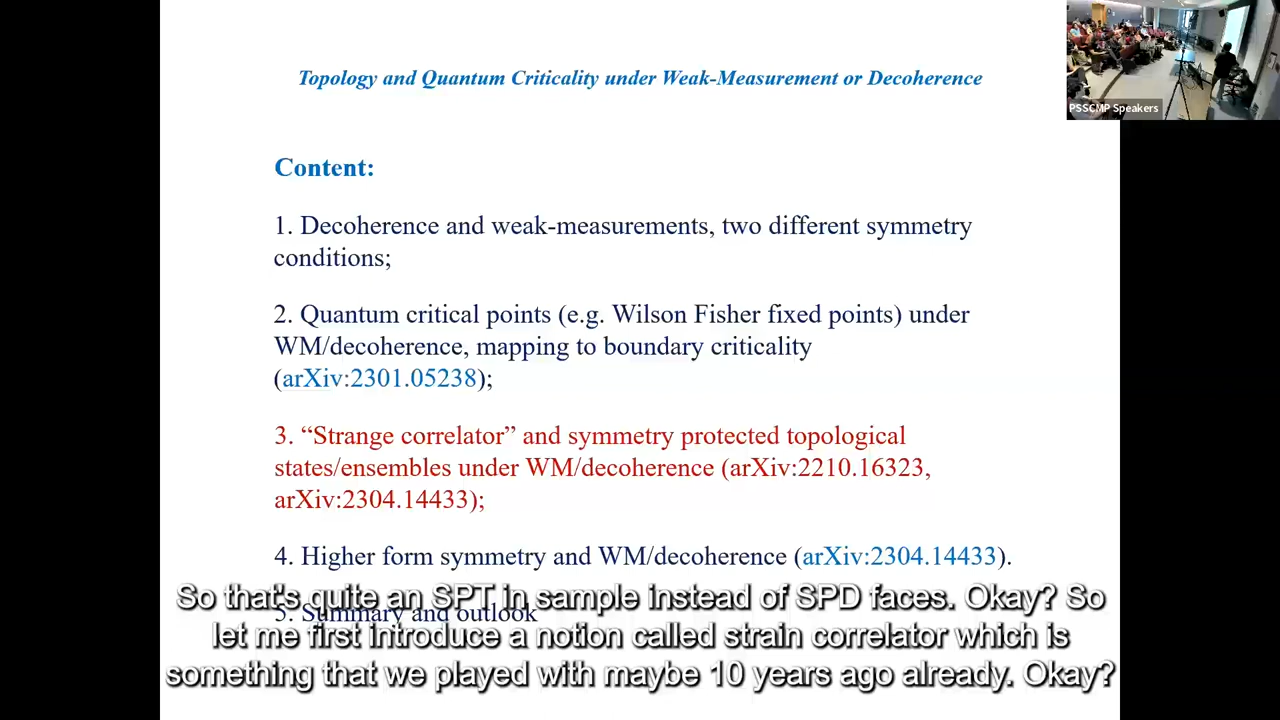 Topology and Quantum Criticality under Weak-Measurement or Decoherence
PSSCMP Speakers
Content:
1. Decoherence and weak-measurements, two different symmetry
conditions;
2. Quantum critical points (e.g. Wilson Fisher fixed points) under
WM/decoherence, mapping to boundary criticality
(arXiv:2301.05238);
3. “Strange correlator” and symmetry protected topological
states/ensembles under WM/decoherence (arXiv:2210.16323,
arXiv:2304.14433);
4. Higher form symmetry and WM/decoherence (arXiv:2304.14433).
5. Summary and outlook
So that's quite an SPT in sample instead of SPD faces. Okay? So
let me first introduce a notion called strain correlator which is
something that we played with maybe 10 years ago already. Okay?